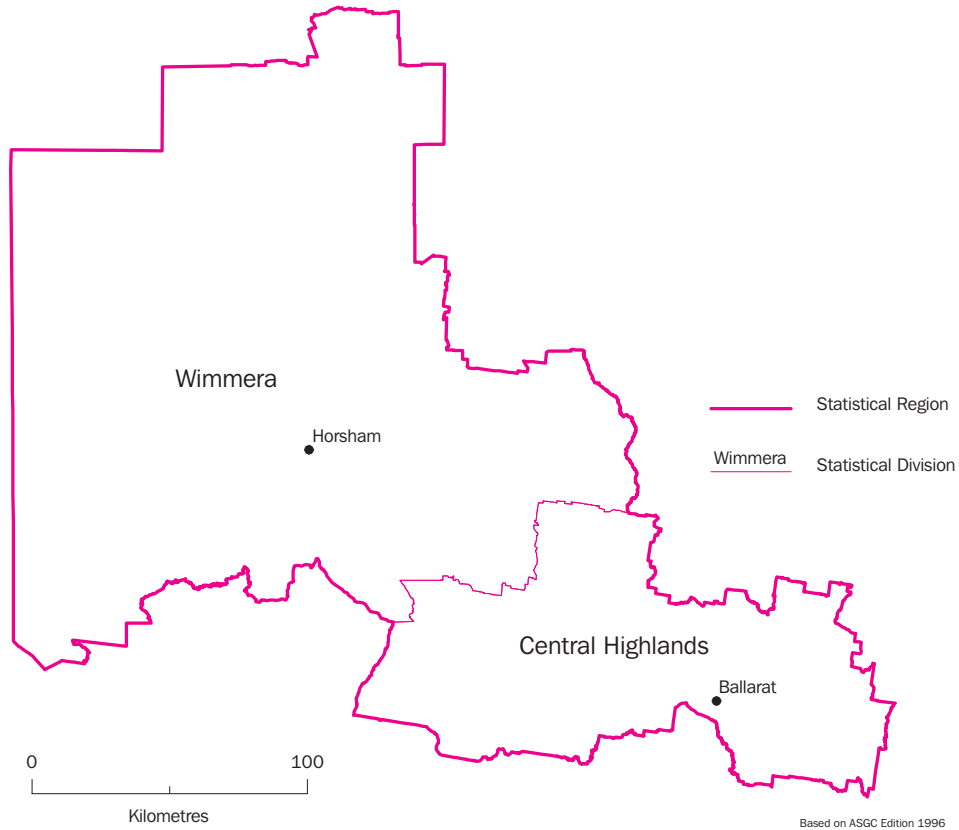 Wimmera
Horsham
Statistical Region
Wimmera
Statistical Division
Central Highlands
Ballarat
0 100
Kilometres
Based on ASGC Edition 1996